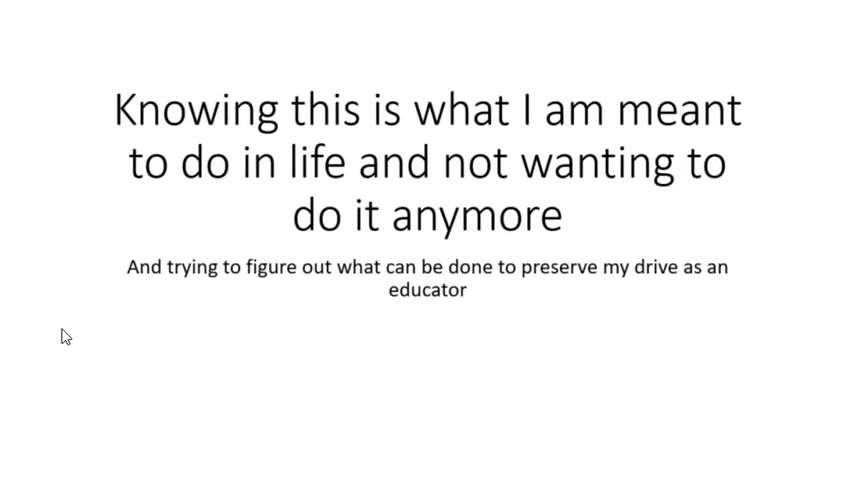 Knowing this is what I am meant
to do in life and not wanting to
do it anymore
And trying to figure out what can be done to preserve my drive as an
educator